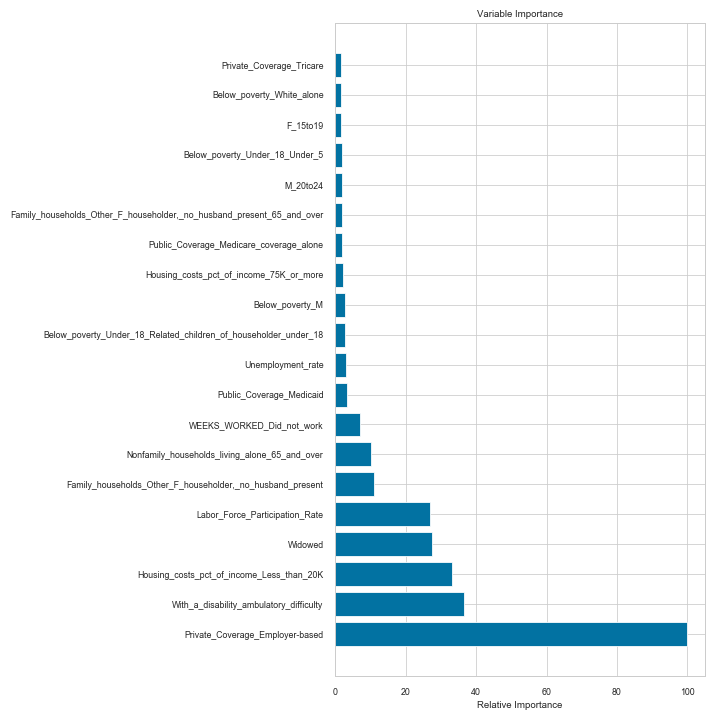 Variable Importance
Private_Coverage_Tricare
Below_poverty_White_alone
F_15to19
Below_poverty_Under_18_Under_5
M_20to24
Family_households_Other_F_householder,_no_husband_present_65_and_over
Public_Coverage_Medicare_coverage_alone
Housing_costs_pct_of_income_75K_or_more
Below_poverty_M
Below_poverty_Under_18_Related_children_of_householder_under_18
Unemployment_rate
Public_Coverage_Medicaid
WEEKS_WORKED_Did_not_work
Nonfamily_households_living_alone_65_and_over
Family_households_Other_F_householder,_no_husband_present
Labor_Force_Participation_Rate
Widowed
Housing_costs_pct_of_income_Less_than_20K
With_a_disability_ambulatory_difficulty
Private_Coverage_Employer-based
0 20 40 60 80 100
Relative Importance